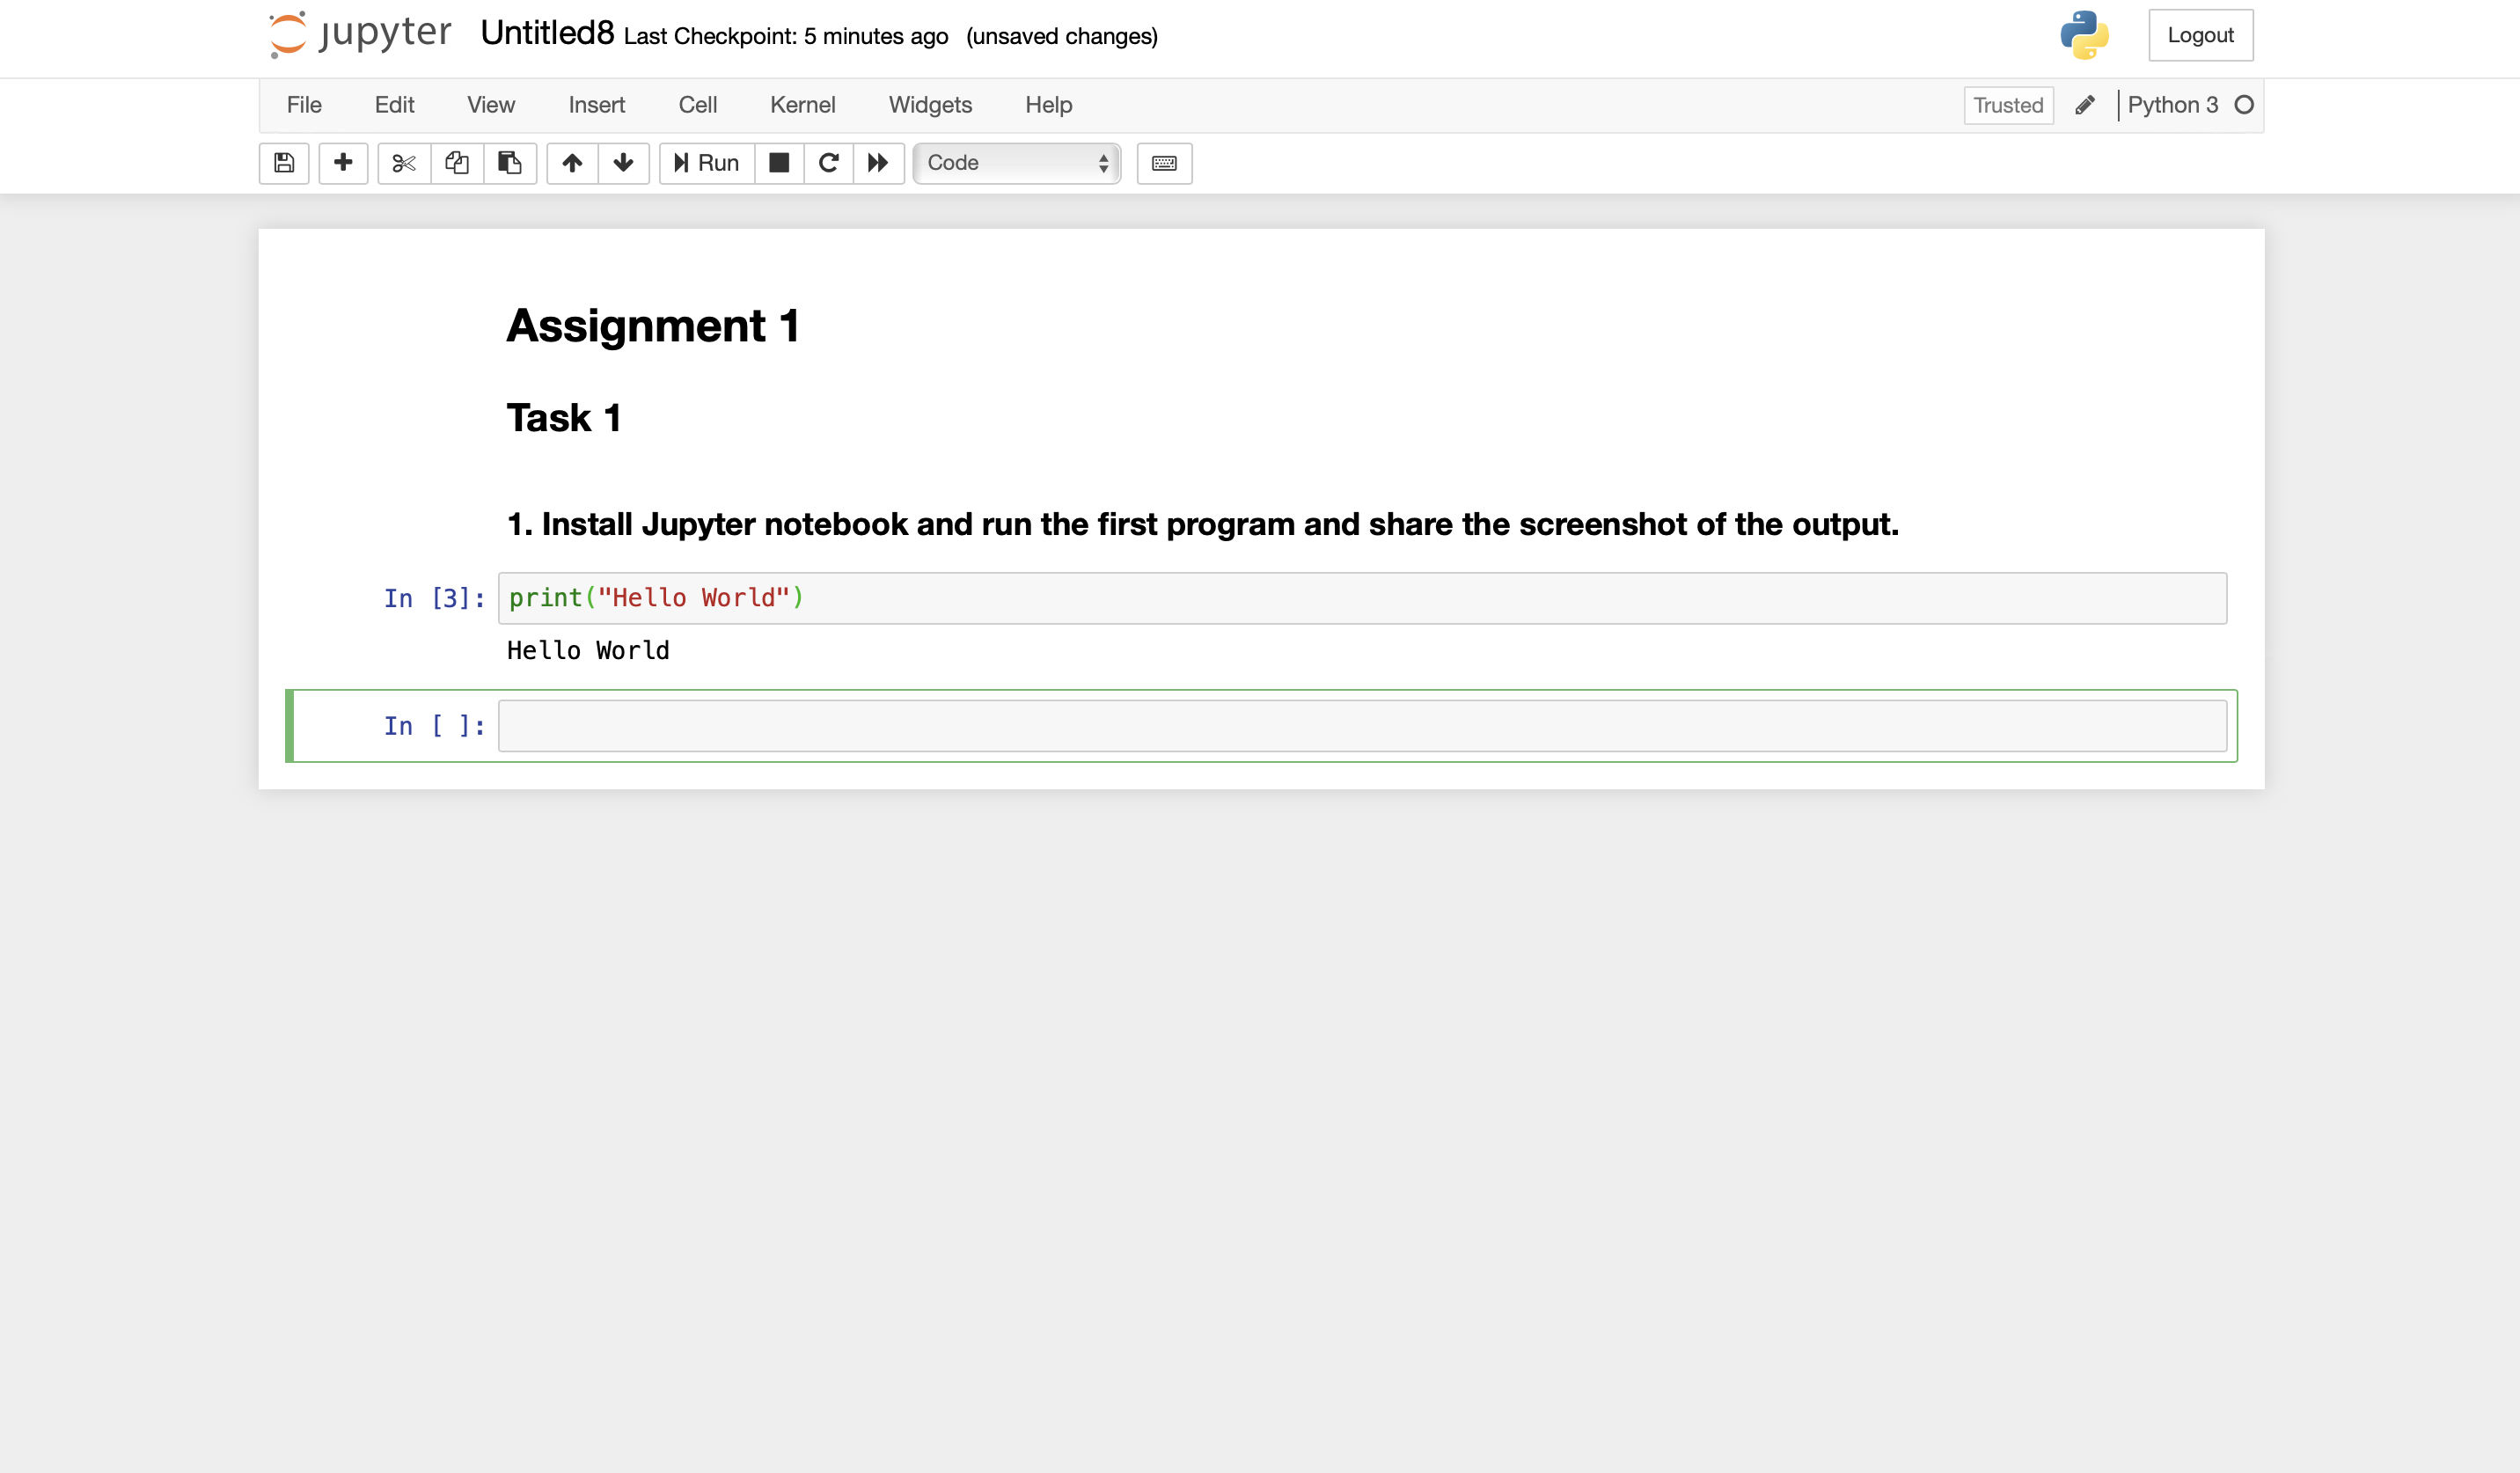 jupyter Untitled8 Last Checkpoint: 5 minutes ago (unsaved changes) Logout
File Edit View Insert Cell Kernel Widgets Help Trusted Python 3
Run Code
Assignment 1
Task 1
1. Install Jupyter notebook and run the first program and share the screenshot of the output.
In [3]: print("Hello World")
Hello World
In [ ]: